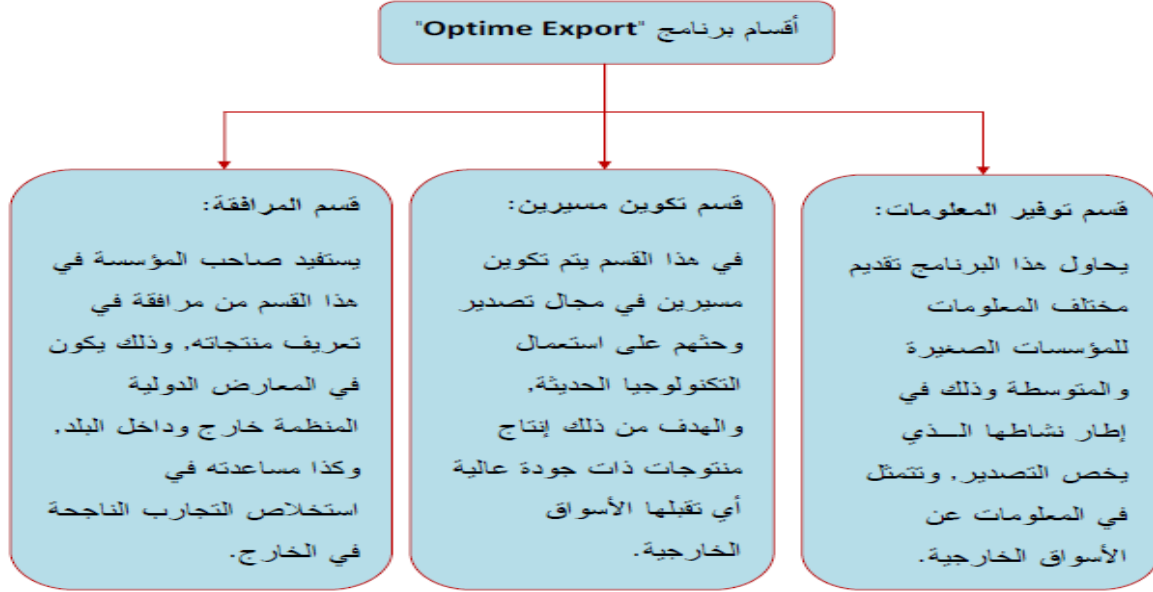 أقسام برنامج "Optime Export"
قسم توفير المعلومات:
يحاول هذا البرنامج تقديم
مختلف المعلومات
للمؤسسات الصغيرة
والمتوسطة وذلك في
إطار نشاطها الــذي
يخص التصدير, وتتمثل
في المعلومات عن
الأسواق الخارجية.
قسم تكوين مسيرين:
في هذا القسم يتم تكوين
مسيرين في مجال تصدير
وحثهم على استعمال
التكنولوجيا الحديثة,
والهدف من ذلك إنتاج
منتوجات ذات جودة عالية
أي تقبلها الأسواق
الخارجية.
قسم المرافقة:
يستفيد صاحب المؤسسة في
هذا القسم من مرافقة في
تعريف منتجاته, وذلك يكون
في المعارض الدولية
المنظمة خارج وداخل البلد,
وكذا مساعدته في
استخلاص التجارب الناجحة
في الخارج.